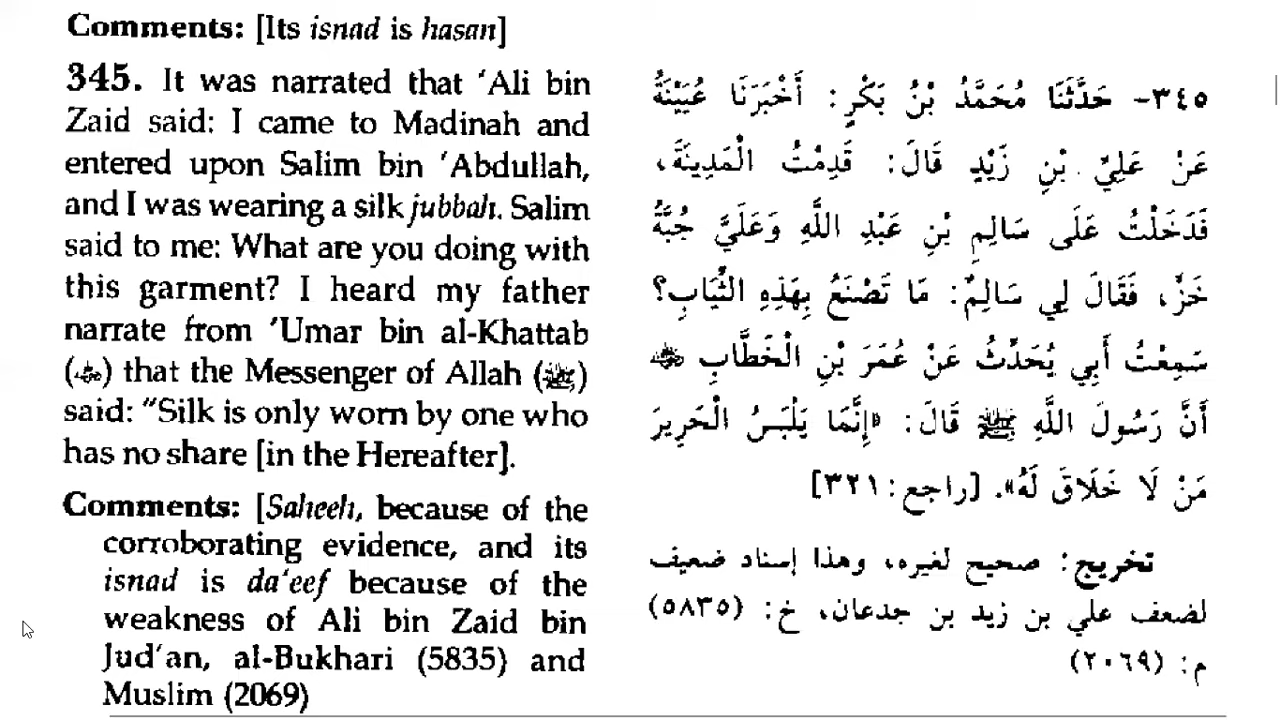 Comments: [Its isnad is hasan]
345. It was narrated that 'Ali bin
Zaid said: I came to Madinah and
entered upon Salim bin 'Abdullah,
and I was wearing a silk jubbah. Salim
said to me: What are you doing with
this garment? I heard my father
narrate from 'Umar bin al-Khattab
(رضي الله عنه) that the Messenger of Allah (ﷺ)
said: "Silk is only worn by one who
has no share [in the Hereafter].
Comments: [Saheeh, because of the
corroborating evidence, and its
isnad is da'eef because of the
weakness of Ali bin Zaid bin
Jud'an, al-Bukhari (5835) and
Muslim (2069)
٣٤٥- حَدَّثَنَا مُحَمَّدُ بْنُ بَكْرٍ: أَخْبَرَنَا عُيَيْنَةُ
عَنْ عَلِيِّ بْنِ زَيْدٍ قَالَ: قَدِمْتُ الْمَدِينَةَ،
فَدَخَلْتُ عَلَى سَالِمِ بْنِ عَبْدِ اللَّهِ وَعَلَيَّ جُبَّةُ
خَزٍّ، فَقَالَ لِي سَالِمٌ: مَا تَصْنَعُ بِهَذِهِ الثِّيَابِ؟
سَمِعْتُ أَبِي يُحَدِّثُ عَنْ عُمَرَ بْنِ الْخَطَّابِ رضي الله عنه
أَنَّ رَسُولَ اللَّهِ ﷺ قَالَ: «إِنَّمَا يَلْبَسُ الْحَرِيرَ
مَنْ لَا خَلَاقَ لَهُ». [راجع: ٣٢١]
تخريج: صحيح لغيره، وهذا إسناد ضعيف
لضعف علي بن زيد بن جدعان، خ: (٥٨٣٥)
م: (٢٠٦٩)